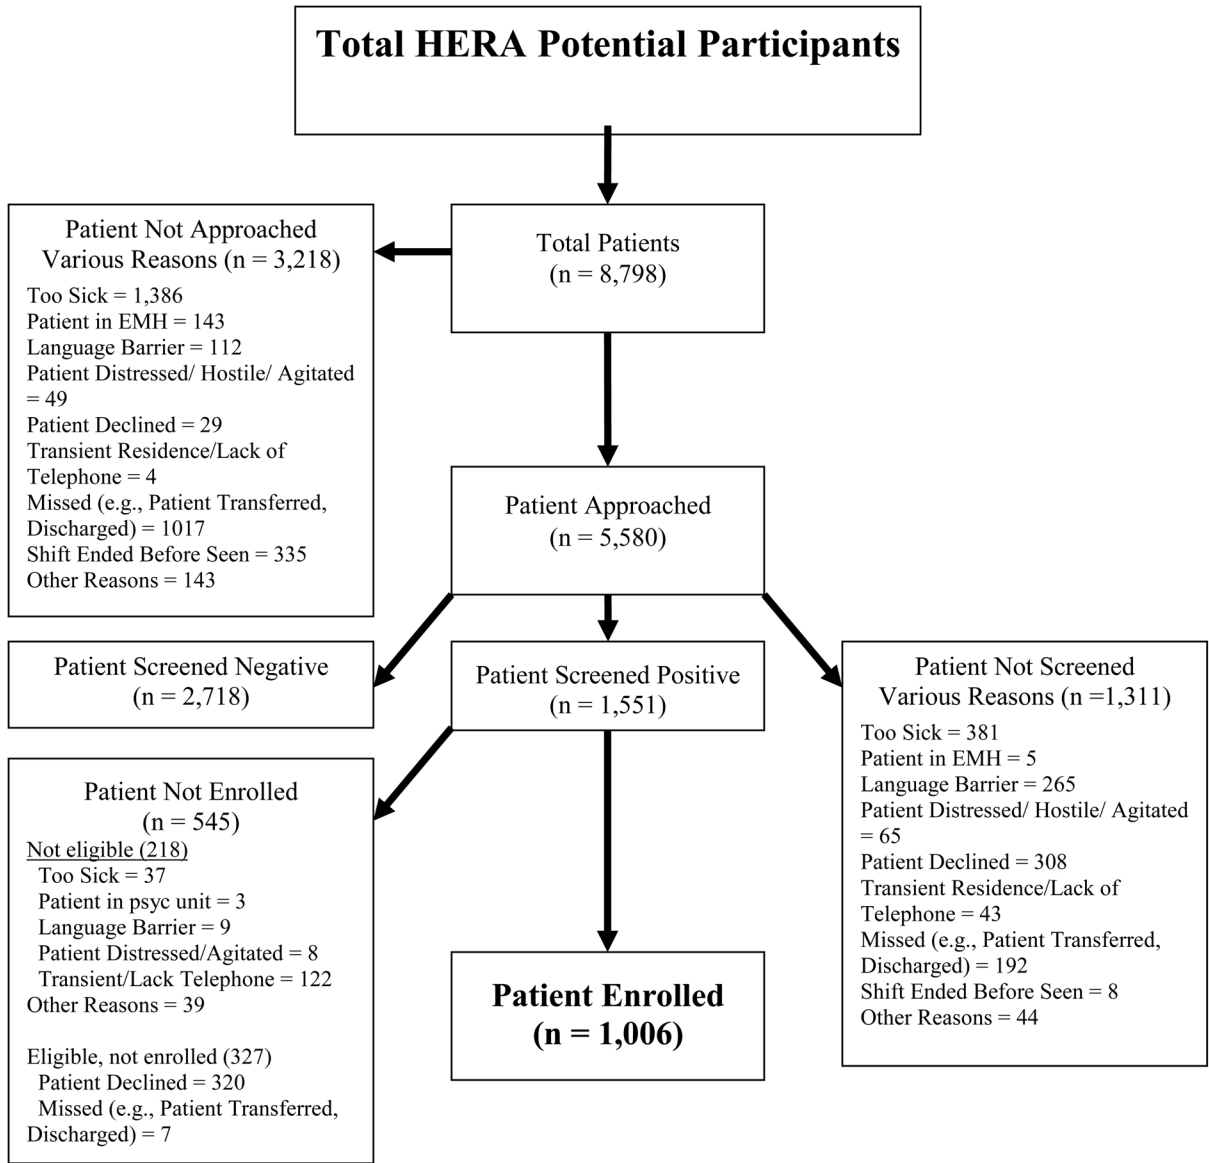 Total HERA Potential Participants
Patient Not Approached
Various Reasons (n = 3,218)
Too Sick = 1,386
Patient in EMH = 143
Language Barrier = 112
Patient Distressed/ Hostile/ Agitated
= 49
Patient Declined = 29
Transient Residence/Lack of
Telephone = 4
Missed (e.g., Patient Transferred,
Discharged) = 1017
Shift Ended Before Seen = 335
Other Reasons = 143
Total Patients
(n = 8,798)
Patient Approached
(n = 5,580)
Patient Screened Negative
(n = 2,718)
Patient Screened Positive
(n = 1,551)
Patient Not Screened
Various Reasons (n =1,311)
Too Sick = 381
Patient in EMH = 5
Language Barrier = 265
Patient Distressed/ Hostile/ Agitated
= 65
Patient Declined = 308
Transient Residence/Lack of
Telephone = 43
Missed (e.g., Patient Transferred,
Discharged) = 192
Shift Ended Before Seen = 8
Other Reasons = 44
Patient Not Enrolled
(n = 545)
Not eligible (218)
Too Sick = 37
Patient in psyc unit = 3
Language Barrier = 9
Patient Distressed/Agitated = 8
Transient/Lack Telephone = 122
Other Reasons = 39
Eligible, not enrolled (327)
Patient Declined = 320
Missed (e.g., Patient Transferred,
Discharged) = 7
Patient Enrolled
(n = 1,006)